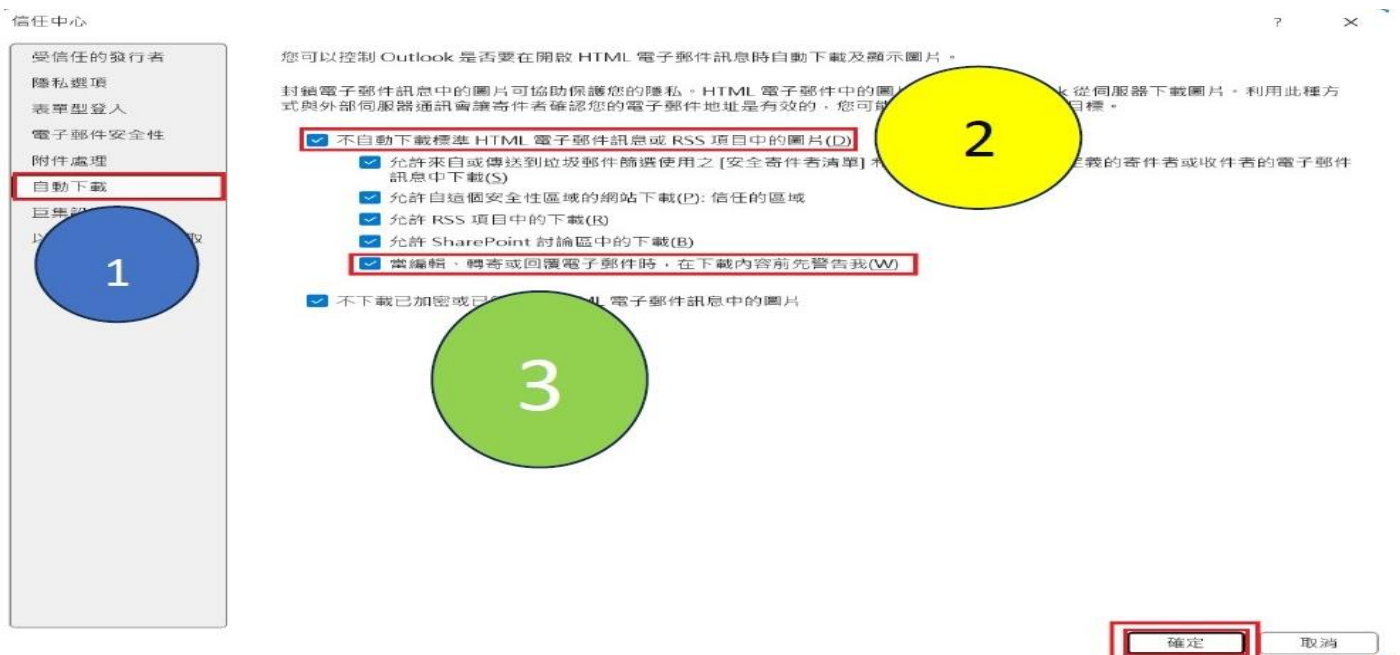 信任中心
?
受信任的發行者
隱私選項
表單型登入
電子郵件安全性
附件處理
自動下載
巨集
1
您可以控制 Outlook 是否要在開啟 HTML 電子郵件訊息時自動下載及顯示圖片。
封鎖電子郵件訊息中的圖片可協助保護您的隱私。HTML 電子郵件中的圖 k 從伺服器下載圖片。利用此種方
式與外部伺服器通訊會讓寄件者確認您的電子郵件地址是有效的,您可 目標。
2
不自動下載標準 HTML 電子郵件訊息或 RSS 項目中的圖片(D)
允許來自或傳送到垃圾郵件篩選使用之 [安全寄件者清單] 義的寄件者或收件者的電子郵件
訊息中下載(S)
允許自這個安全性區域的網站下載(P): 信任的區域
允許 RSS 項目中的下載(R)
允許 SharePoint 討論區中的下載(B)
當編輯、轉寄或回覆電子郵件時,在下載內容前先警告我(W)
不下載已加密或已 ML 電子郵件訊息中的圖片
3
確定
取消